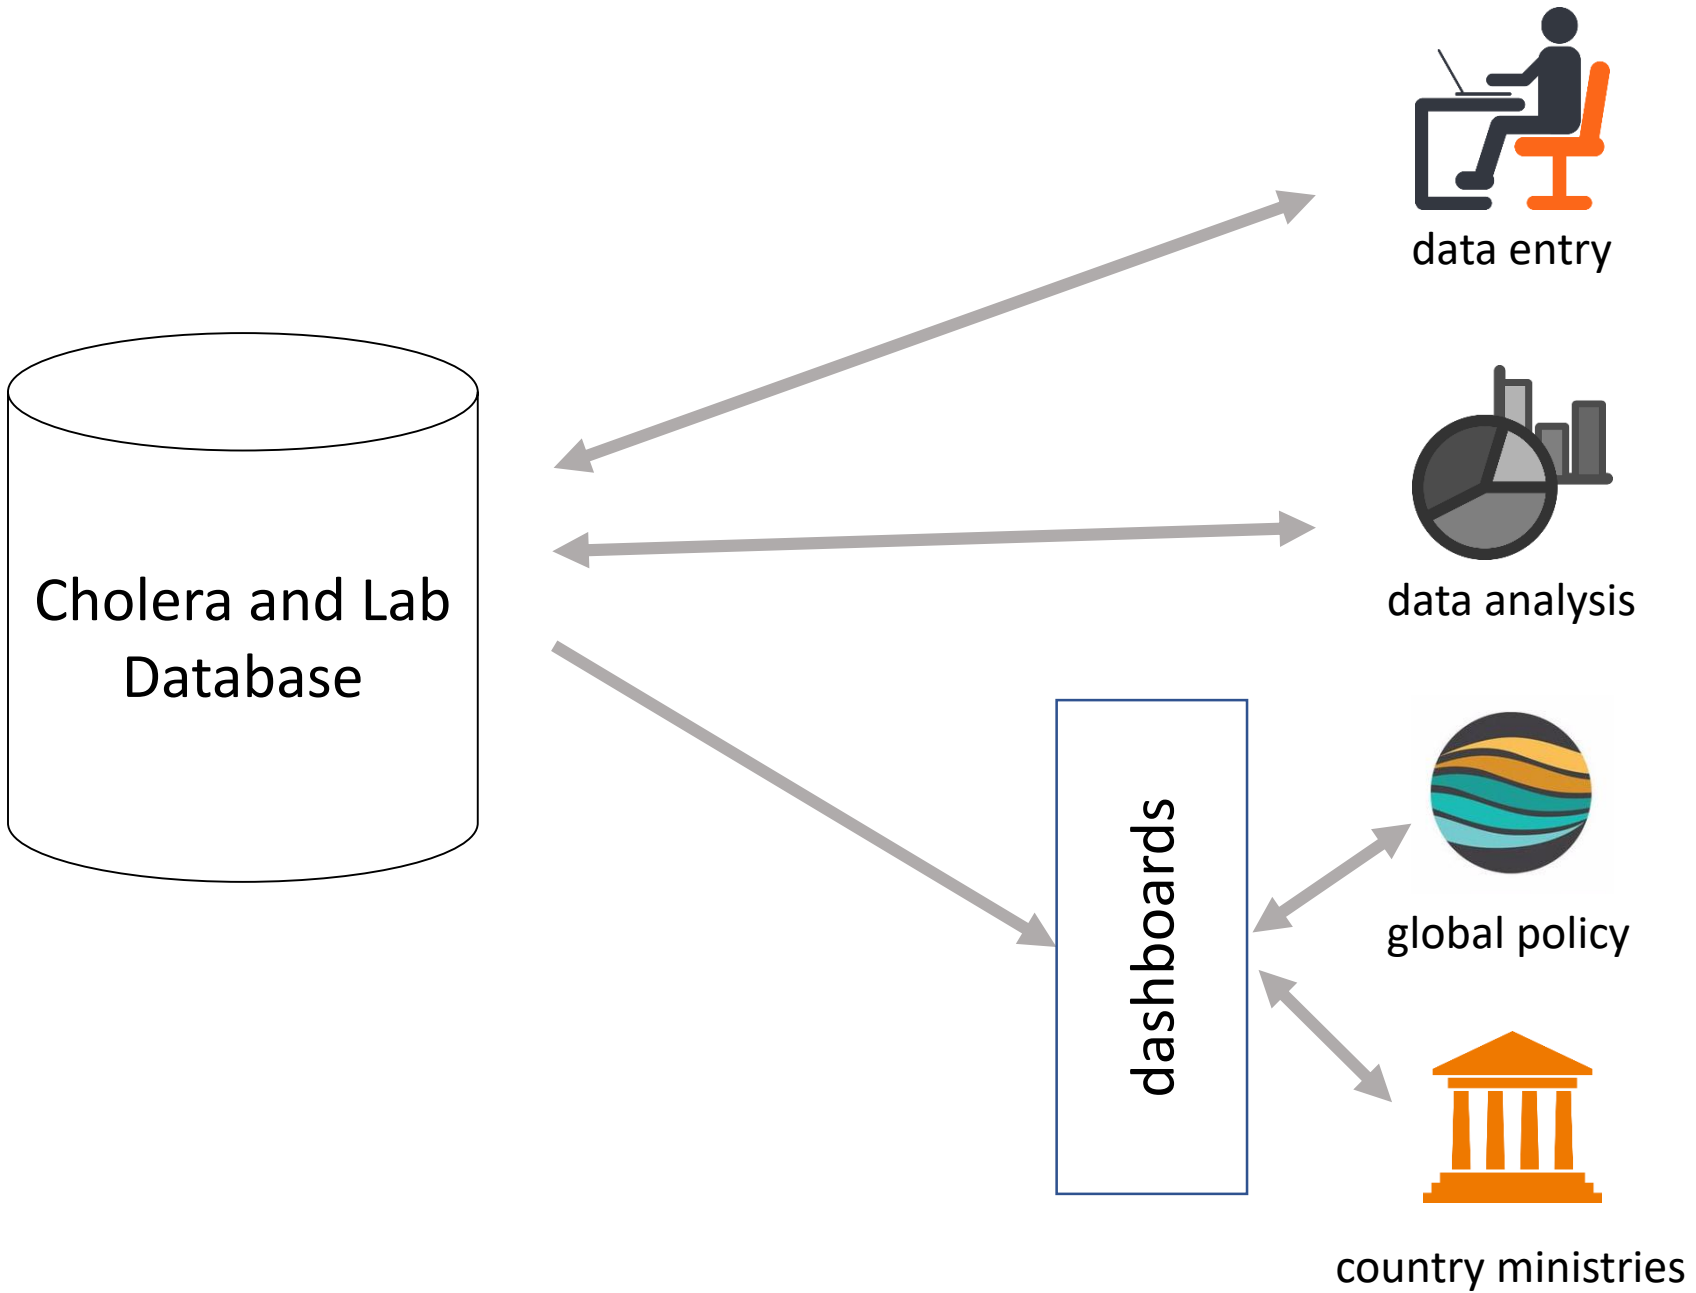 data entry
data analysis
Cholera and Lab
Database
dashboards
global policy
country ministries